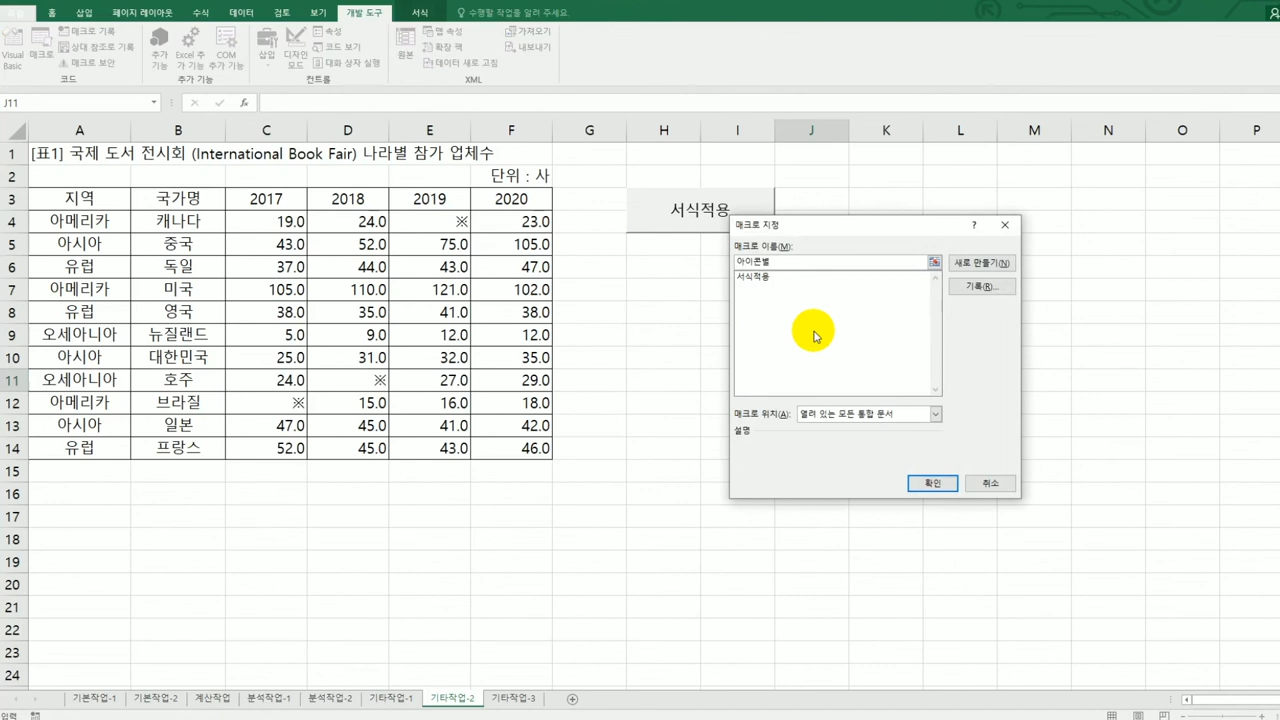 홈 삽입 페이지 레이아웃 수식 데이터 검토 보기 개발 도구 서식 수행할 작업을 입력하세요.
Visual Basic
매크로
매크로 기록
상대 참조로 기록
매크로 보안
코드
추가 기능
Excel 추가 기능
COM 추가 기능
추가 기능
삽입
디자인 모드
속성
코드 보기
대화 상자 실행
컨트롤
원본
맵 속성
확장 팩
데이터 새로 고침
가져오기
내보내기
XML
J11 fx
A B C D E F G H I J K L M N O P
1 [표1] 국제 도서 전시회 (International Book Fair) 나라별 참가 업체수
2 단위 : 사
3 지역 국가명 2017 2018 2019 2020
4 아메리카 캐나다 19.0 24.0 ※ 23.0
5 아시아 중국 43.0 52.0 75.0 105.0
6 유럽 독일 37.0 44.0 43.0 47.0
7 아메리카 미국 105.0 110.0 121.0 102.0
8 유럽 영국 38.0 35.0 41.0 38.0
9 오세아니아 뉴질랜드 5.0 9.0 12.0 12.0
10 아시아 대한민국 25.0 31.0 32.0 35.0
11 오세아니아 호주 24.0 ※ 27.0 29.0
12 아메리카 브라질 ※ 15.0 16.0 18.0
13 아시아 일본 47.0 45.0 41.0 42.0
14 유럽 프랑스 52.0 45.0 43.0 46.0
15
16
17
18
19
20
21
22
23
24
서식적용
매크로 지정 ?
매크로 이름(M):
아이콘별 새로 만들기(N)
서식적용 기록(R)...
매크로 위치(A): 열려 있는 모든 통합 문서
설명
확인 취소
기본작업-1 기본작업-2 계산작업 분석작업-1 분석작업-2 기타작업-1 기타작업-2 기타작업-3
입력